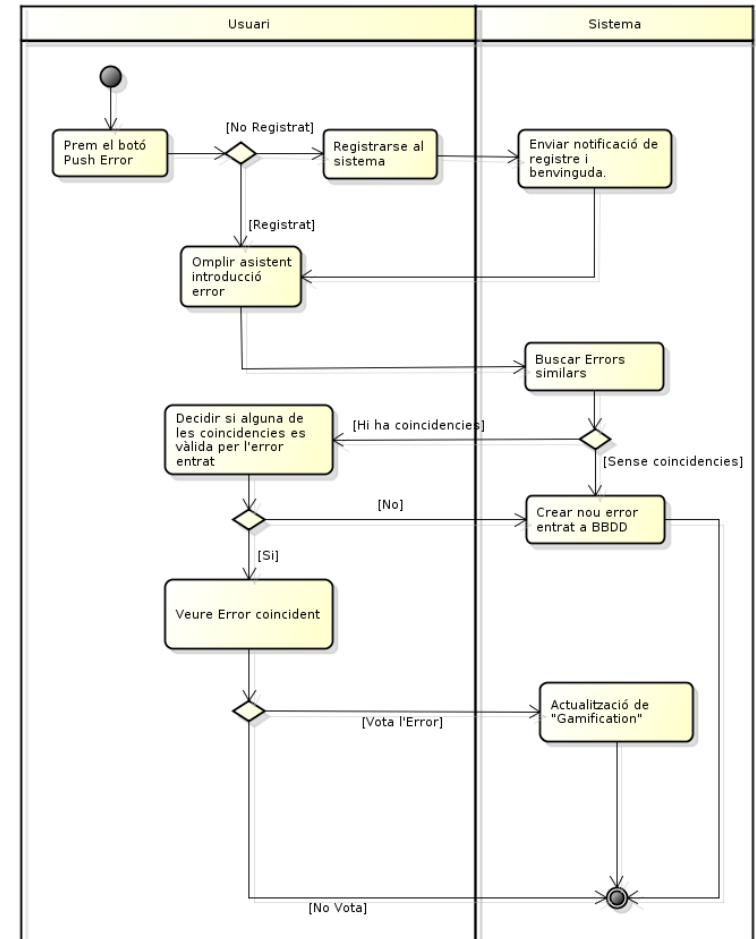 Usuari
Sistema
[No Registrat]
Prem el botó
Push Error
Registrarse al
sistema
Enviar notificació de
registre i
benvinguda.
[Registrat]
Omplir asistent
introducció
error
Buscar Errors
similars
Decidir si alguna de
les coincidencies es
vàlida per l'error
entrat
[Hi ha coincidencies]
[Sense coincidencies]
[No]
Crear nou error
entrat a BBDD
[Si]
Veure Error coincident
Actualització de
"Gamification"
[Vota l'Error]
[No Vota]